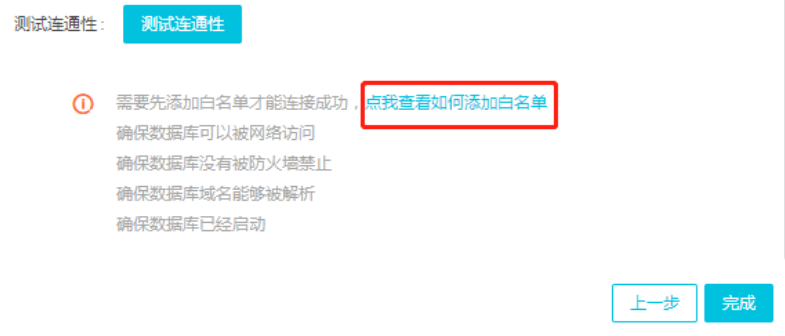 测试连通性： 测试连通性
需要先添加白名单才能连接成功，点我查看如何添加白名单
确保数据库可以被网络访问
确保数据库没有被防火墙禁止
确保数据库域名能够被解析
确保数据库已经启动
上一步 完成